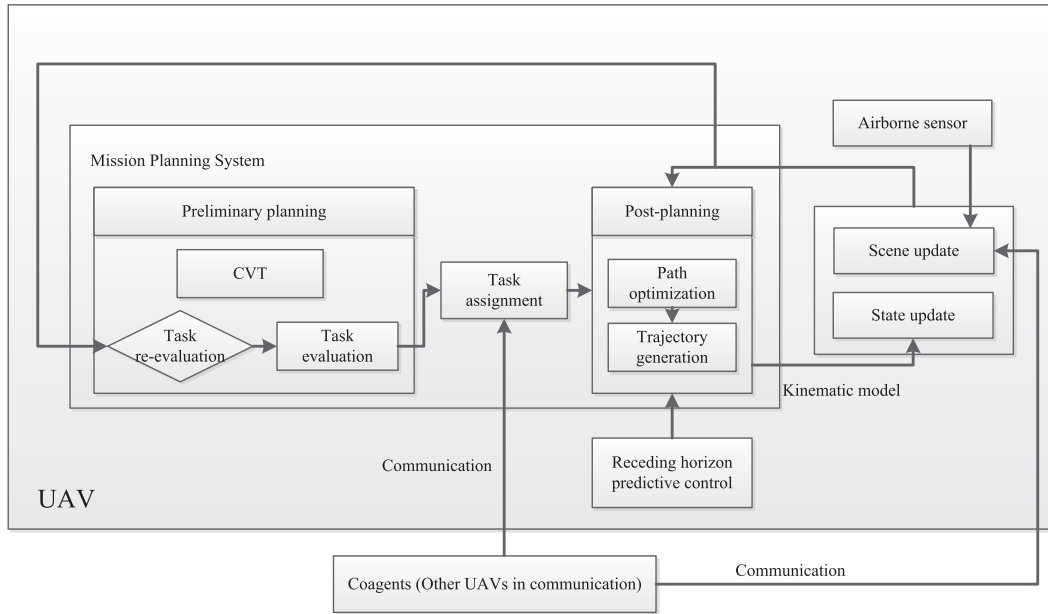 Airborne sensor
Mission Planning System
Preliminary planning
Post-planning
CVT
Scene update
Task
assignment
Path
optimization
State update
Task
re-evaluation
Task
evaluation
Trajectory
generation
Kinematic model
Communication
Receding horizon
predictive control
UAV
Coagents (Other UAVs in communication)
Communication